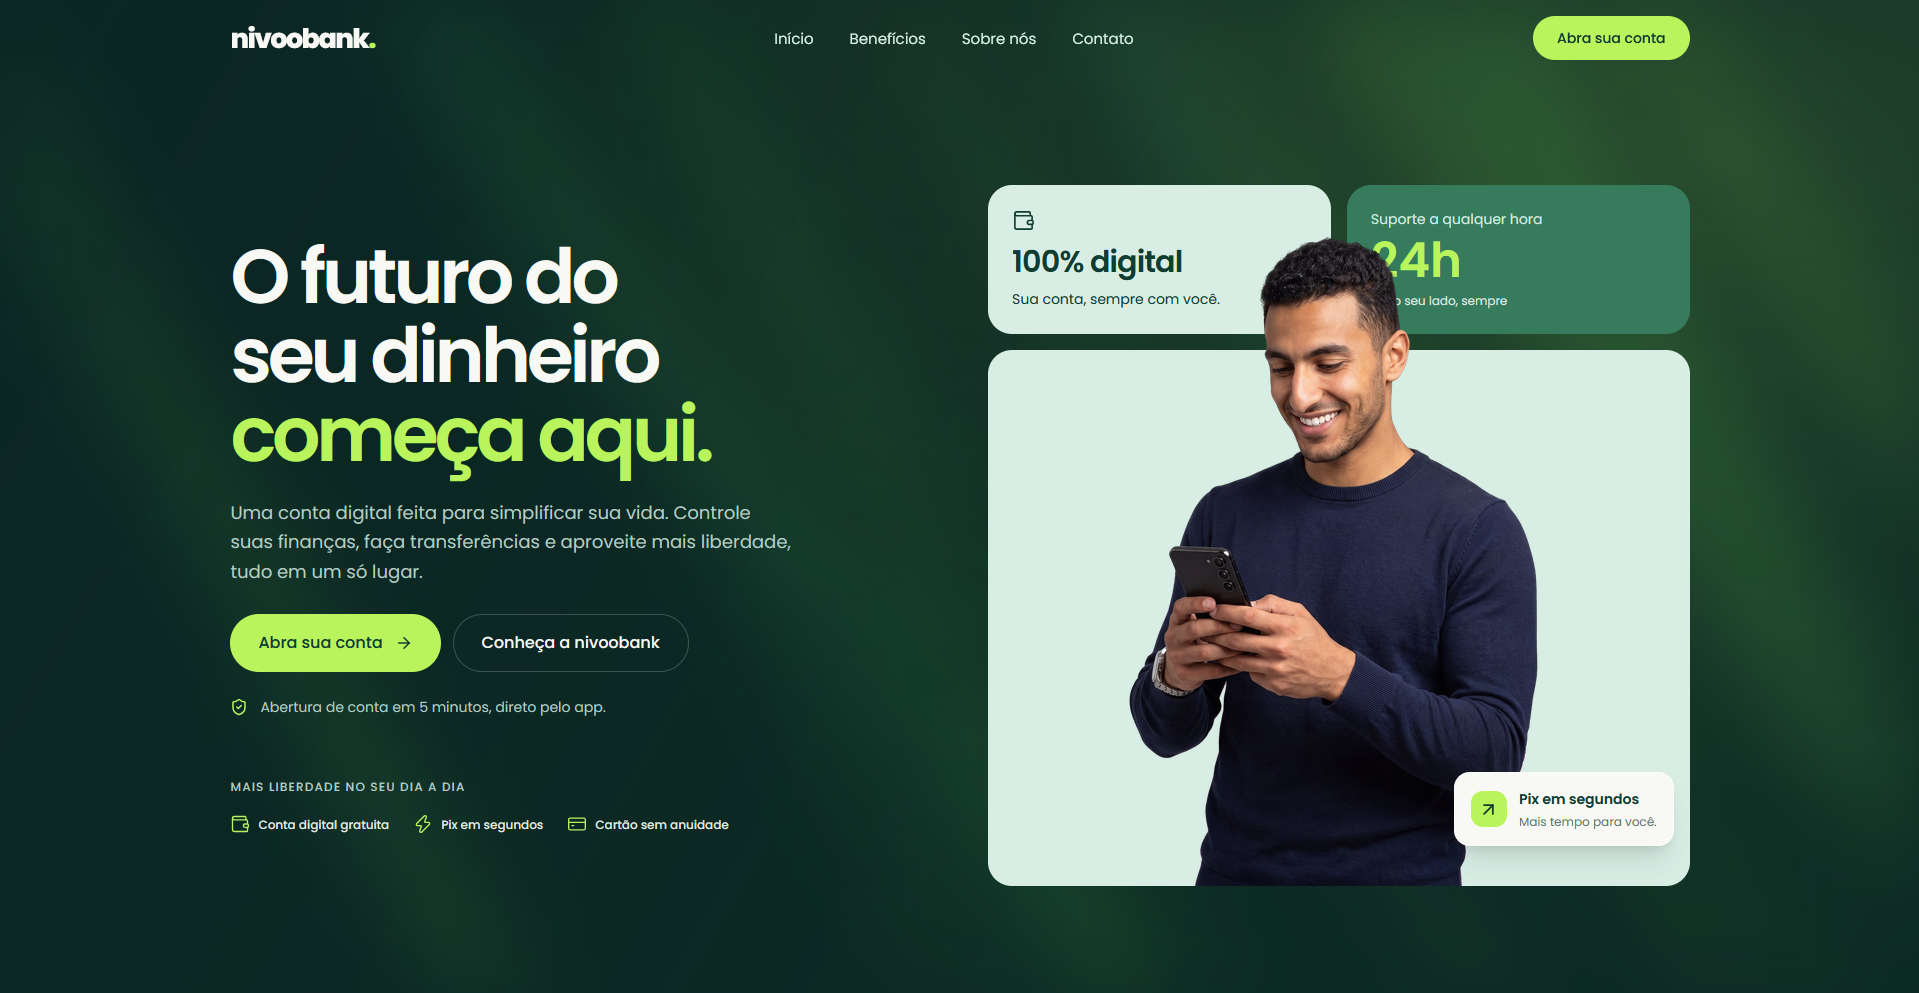 nivoobank.
Início
Benefícios
Sobre nós
Contato
Abra sua conta
O futuro do
seu dinheiro
começa aqui.
Uma conta digital feita para simplificar sua vida. Controle
suas finanças, faça transferências e aproveite mais liberdade,
tudo em um só lugar.
Abra sua conta
Conheça a nivoobank
Abertura de conta em 5 minutos, direto pelo app.
MAIS LIBERDADE NO SEU DIA A DIA
Conta digital gratuita
Pix em segundos
Cartão sem anuidade
100% digital
Sua conta, sempre com você.
Suporte a qualquer hora
24h
seu lado, sempre
Pix em segundos
Mais tempo para você.